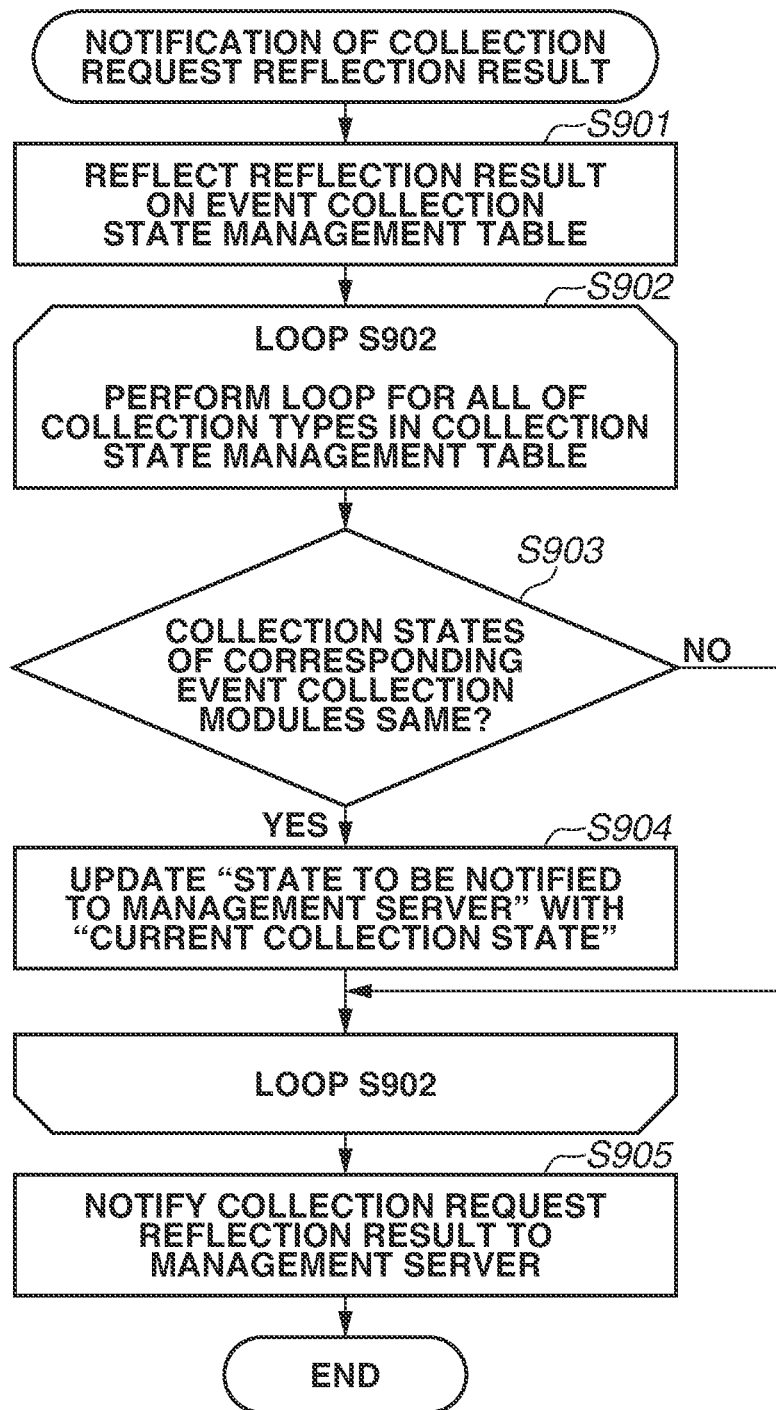 NOTIFICATION OF COLLECTION
REQUEST REFLECTION RESULT
S901
REFLECT REFLECTION RESULT
ON EVENT COLLECTION
STATE MANAGEMENT TABLE
S902
LOOP S902
PERFORM LOOP FOR ALL OF
COLLECTION TYPES IN COLLECTION
STATE MANAGEMENT TABLE
S903
COLLECTION STATES
OF CORRESPONDING
EVENT COLLECTION
MODULES SAME?
NO
YES
S904
UPDATE “STATE TO BE NOTIFIED
TO MANAGEMENT SERVER” WITH
“CURRENT COLLECTION STATE”
LOOP S902
S905
NOTIFY COLLECTION REQUEST
REFLECTION RESULT TO
MANAGEMENT SERVER
END